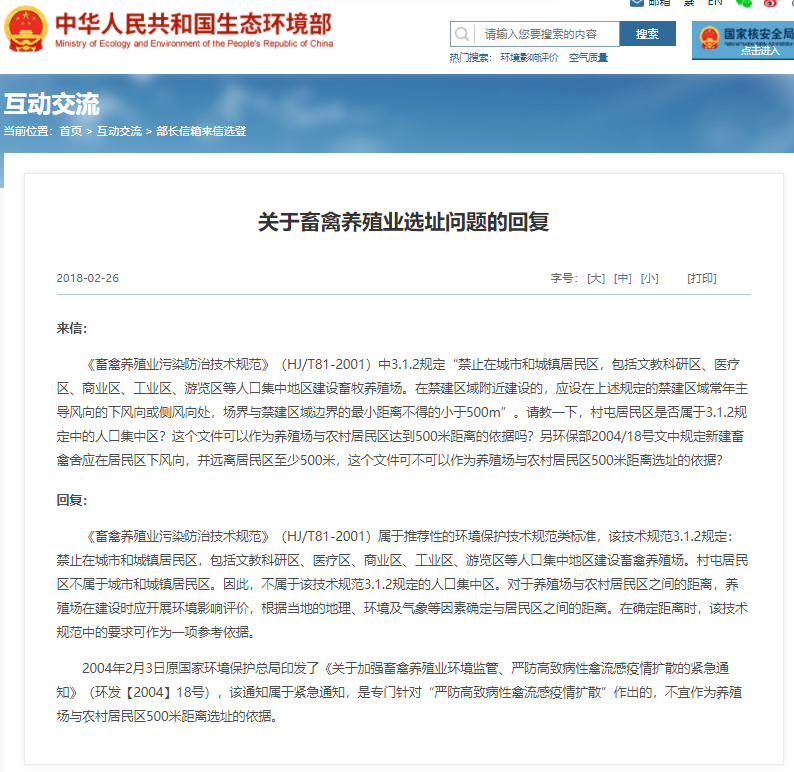 邮箱 繁 EN
中华人民共和国生态环境部
Ministry of Ecology and Environment of the People's Republic of China
请输入您要搜索的内容 搜索
热门搜索： 环境影响评价 空气质量
国家核安全局
点击进入
互动交流
当前位置：首页 > 互动交流 > 部长信箱来信选登
关于畜禽养殖业选址问题的回复
2018-02-26 字号：[大] [中] [小] [打印]
来信：
《畜禽养殖业污染防治技术规范》（HJ/T81-2001）中3.1.2规定“禁止在城市和城镇居民区，包括文教科研区、医疗
区、商业区、工业区、游览区等人口集中地区建设畜牧养殖场。在禁建区域附近建设的，应设在上述规定的禁建区域常年主
导风向的下风向或侧风向处，场界与禁建区域边界的最小距离不得的小于500m”。请教一下，村屯居民区是否属于3.1.2规
定中的人口集中区？这个文件可以作为养殖场与农村居民区达到500米距离的依据吗？另环保部2004/18号文中规定新建畜
禽舍应在居民区下风向，并远离居民区至少500米，这个文件可不可以作为养殖场与农村居民区500米距离选址的依据？
回复：
《畜禽养殖业污染防治技术规范》（HJ/T81-2001）属于推荐性的环境保护技术规范类标准，该技术规范3.1.2规定：
禁止在城市和城镇居民区，包括文教科研区、医疗区、商业区、工业区、游览区等人口集中地区建设畜禽养殖场。村屯居民
区不属于城市和城镇居民区。因此，不属于该技术规范3.1.2规定的人口集中区。对于养殖场与农村居民区之间的距离，养
殖场在建设时应开展环境影响评价，根据当地的地理、环境及气象等因素确定与居民区之间的距离。在确定距离时，该技术
规范中的要求可作为一项参考依据。
2004年2月3日原国家环境保护总局印发了《关于加强畜禽养殖业环境监管、严防高致病性禽流感疫情扩散的紧急通
知》（环发【2004】18号），该通知属于紧急通知，是专门针对“严防高致病性禽流感疫情扩散”作出的，不宜作为养殖
场与农村居民区500米距离选址的依据。